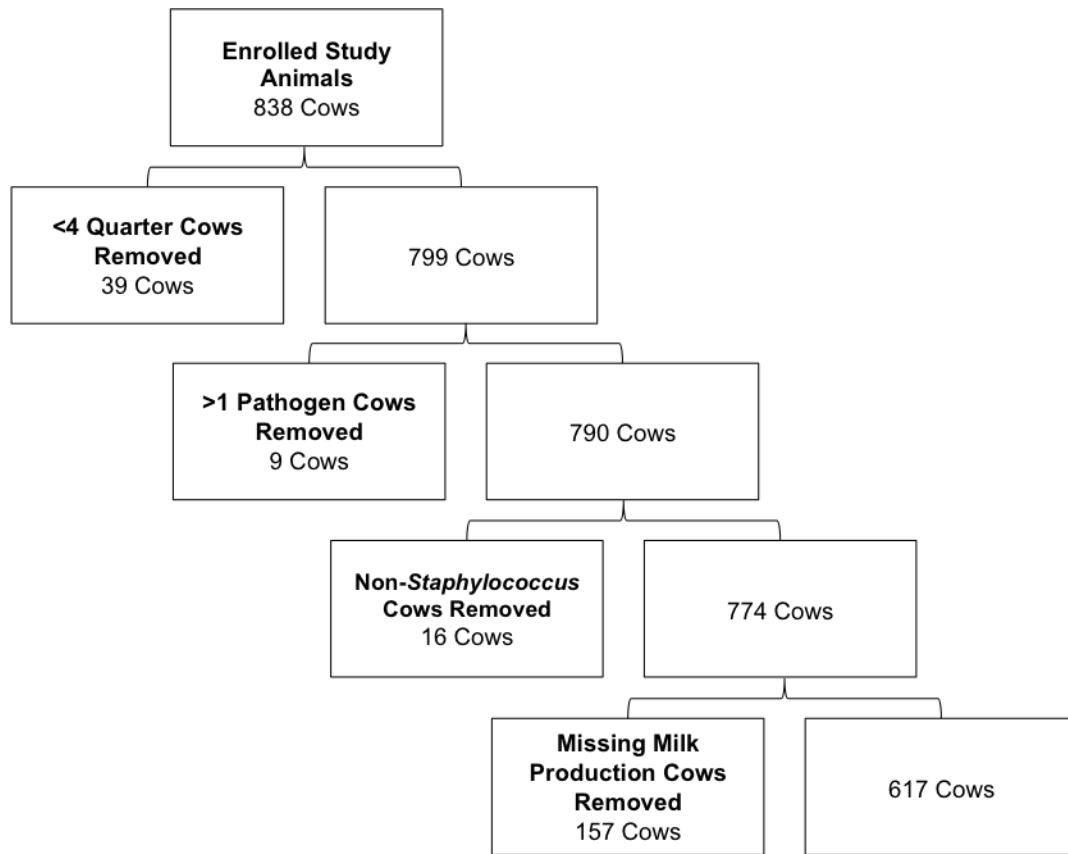 Enrolled Study
Animals
838 Cows
<4 Quarter Cows
Removed
39 Cows
799 Cows
>1 Pathogen Cows
Removed
9 Cows
790 Cows
Non-Staphylococcus
Cows Removed
16 Cows
774 Cows
Missing Milk
Production Cows
Removed
157 Cows
617 Cows